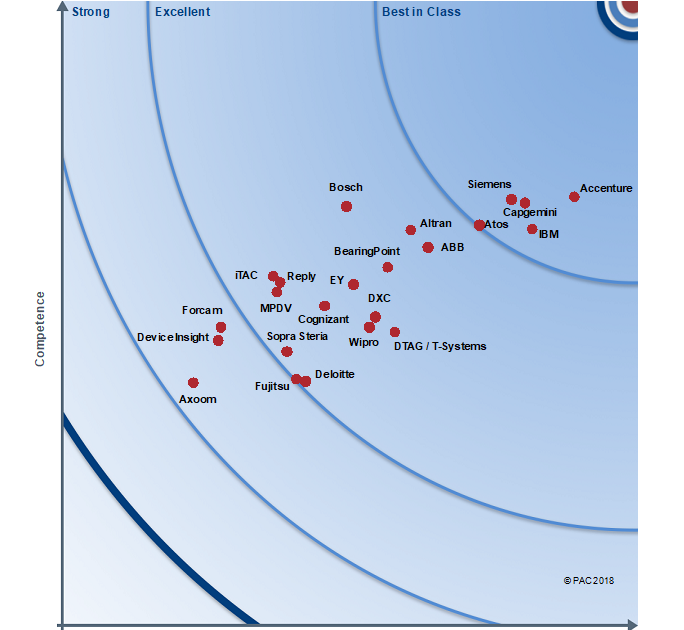 Strong
Excellent
Best in Class
Bosch
Siemens
Accenture
Capgemini
Altran
Atos
IBM
ABB
BearingPoint
iTAC
Reply
EY
DXC
MPDV
Forcam
Cognizant
DeviceInsight
Sopra Steria
Wipro
DTAG / T-Systems
Deloitte
Fujitsu
Axoom
Competence
© PAC 2018